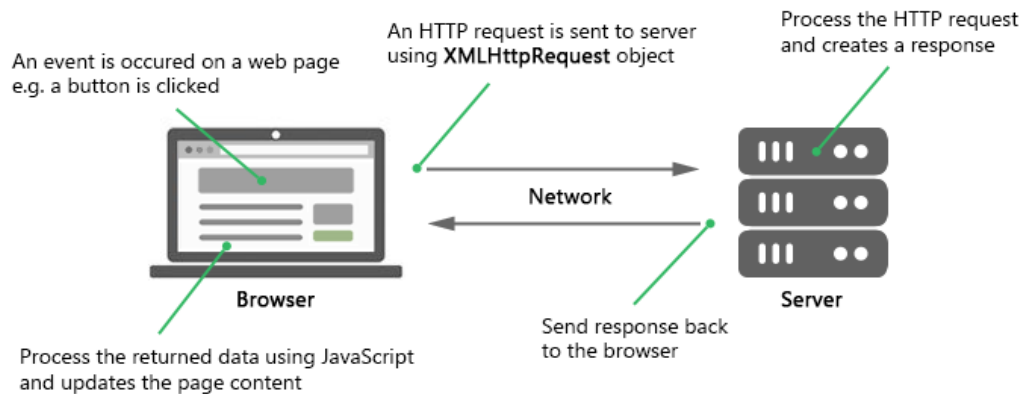 An event is occured on a web page
e.g. a button is clicked
An HTTP request is sent to server
using XMLHttpRequest object
Process the HTTP request
and creates a response
Network
Browser
Server
Process the returned data using JavaScript
and updates the page content
Send response back
to the browser